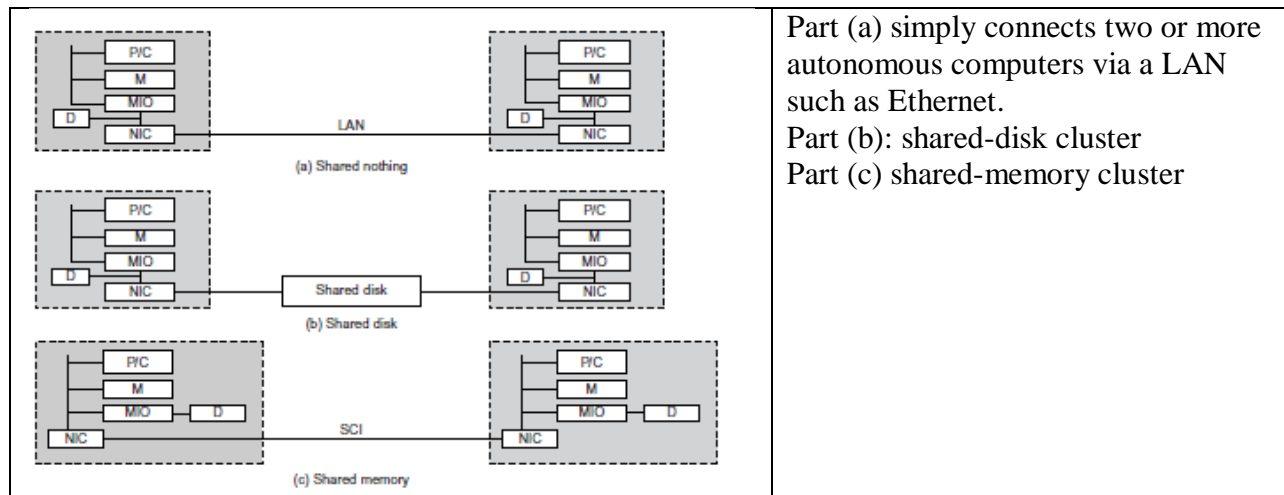 P/C
M
MIO
D
NIC
LAN
P/C
M
MIO
D
NIC
(a) Shared nothing
P/C
M
MIO
D
NIC
Shared disk
P/C
M
MIO
D
NIC
(b) Shared disk
P/C
M
MIO
D
NIC
SCI
P/C
M
MIO
D
NIC
(c) Shared memory
Part (a) simply connects two or more
autonomous computers via a LAN
such as Ethernet.
Part (b): shared-disk cluster
Part (c) shared-memory cluster